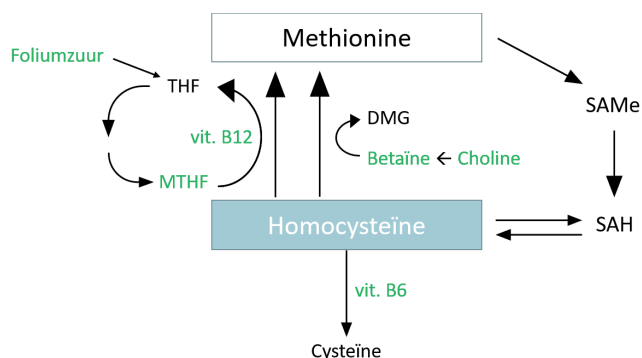 Methionine
Foliumzuur
THF
SAMe
DMG
vit. B12
Betaïne ← Choline
MTHF
Homocysteïne
SAH
vit. B6
Cysteïne